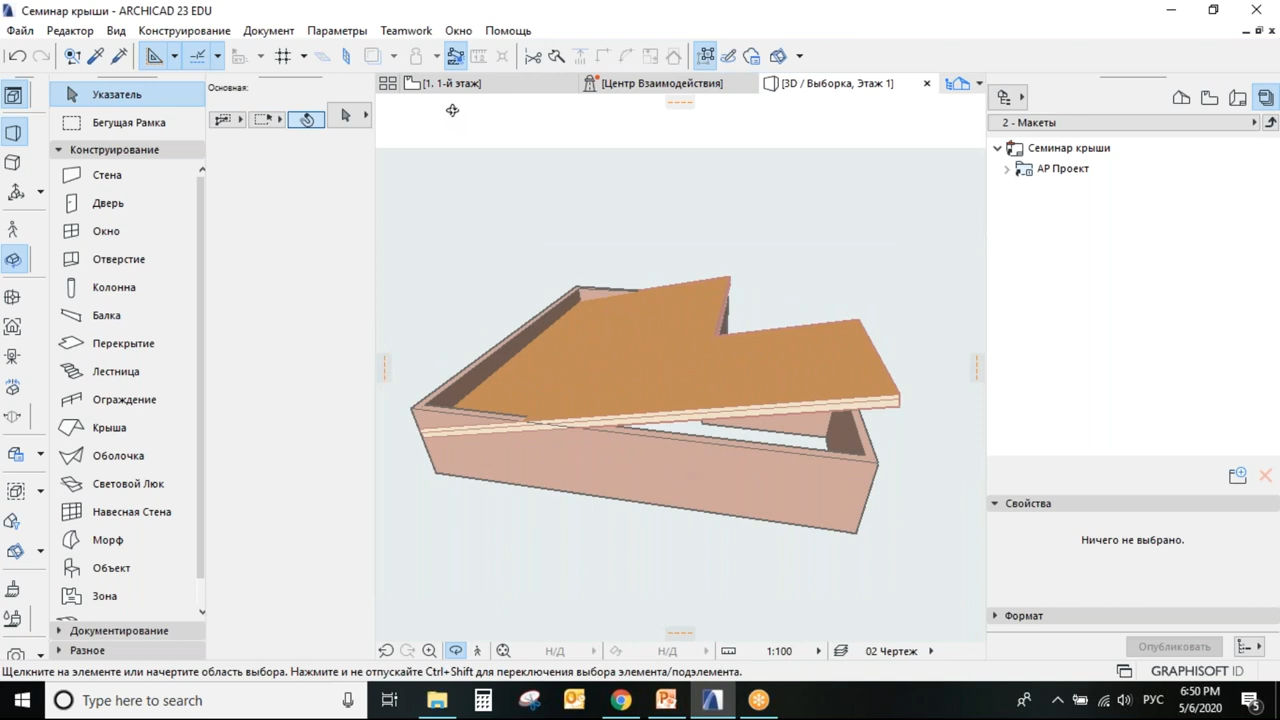 Семинар крыши - ARCHICAD 23 EDU
Файл Редактор Вид Конструирование Документ Параметры Teamwork Окно Помощь
Указатель
Бегущая Рамка
Конструирование
Стена
Дверь
Окно
Отверстие
Колонна
Балка
Перекрытие
Лестница
Ограждение
Крыша
Оболочка
Световой Люк
Навесная Стена
Морф
Объект
Зона
Документирование
Разное
Основная:
[1. 1-й этаж] [Центр Взаимодействия] [3D / Выборка, Этаж 1]
2 - Макеты
Семинар крыши
АР Проект
Свойства
Ничего не выбрано.
Формат
Опубликовать
Н/Д Н/Д 1:100 02 Чертеж
Щелкните на элементе или начертите область выбора. Нажмите и не отпускайте Ctrl+Shift для переключения выбора элемента/подэлемента.
GRAPHISOFT ID
Type here to search
РУС
6:50 PM
5/6/2020
5